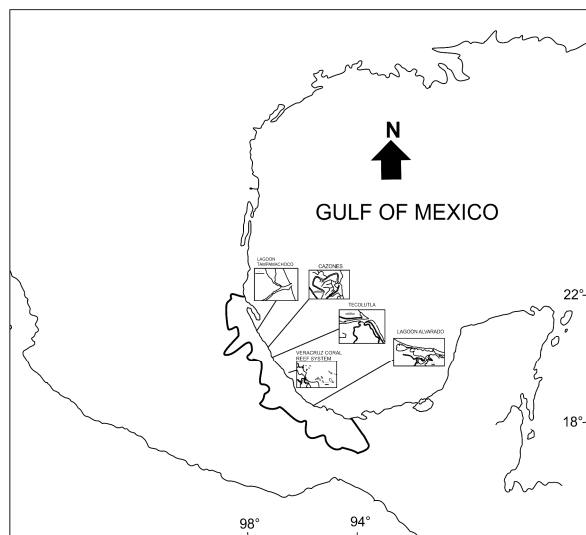 N
GULF OF MEXICO
LAGOON
TAMPAMACHOCO
CAZONES
22°
TECOLUTLA
LAGOON ALVARADO
VERACRUZ CORAL
REEF SYSTEM
18°
98°
94°